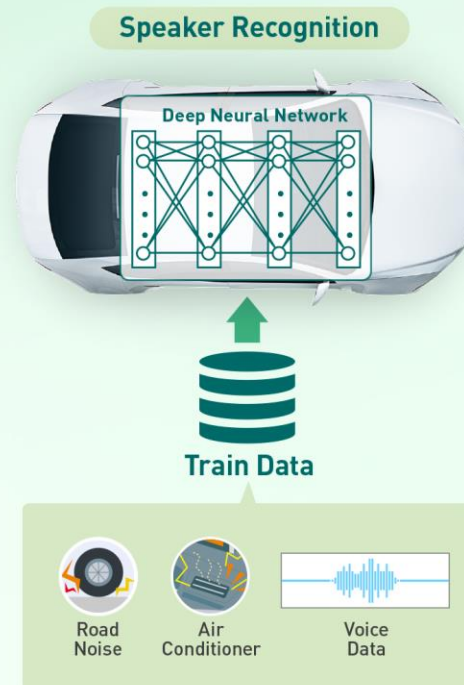 Speaker Recognition
Deep Neural Network
Train Data
Road
Noise
Air
Conditioner
Voice
Data